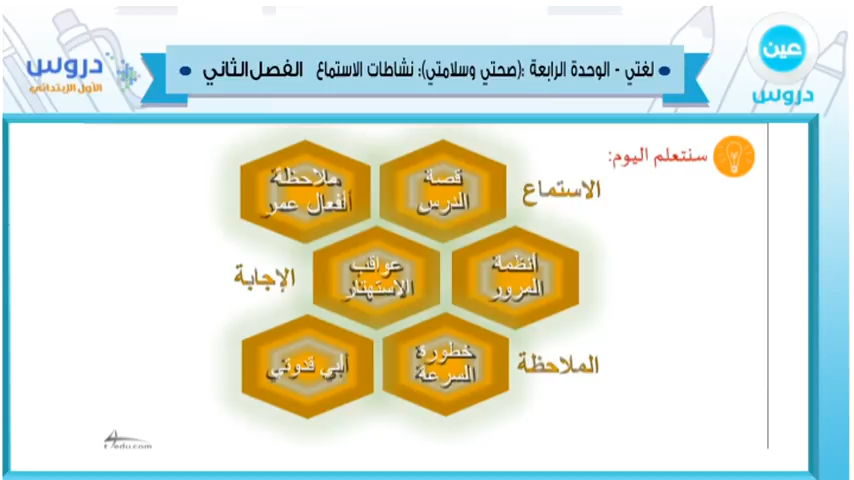 لغتي - الوحدة الرابعة :(صحتي وسلامتي): نشاطات الاستماع الفصل الثاني
عين
دروس
دروس
الأول الإبتدائي
سنتعلم اليوم:
الاستماع
قصة
الدرس
ملاحظة
أفعال عمر
أنظمة
المرور
عواقب
الاستهتار
الإجابة
الملاحظة
خطورة
السرعة
أبي قدوتي